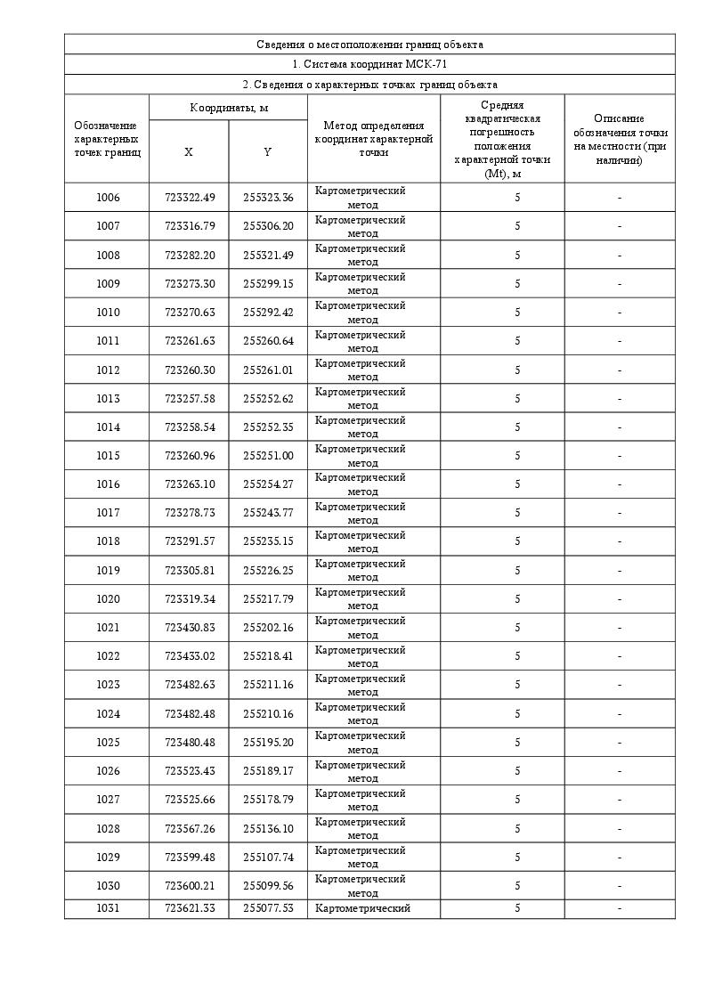 Сведения о местоположении границ объекта
1. Система координат МСК-71
2. Сведения о характерных точках границ объекта
Обозначение
характерных
точек границ
Координаты, м
X
Y
Метод определения
координат характерной
точки
Средняя
квадратическая
погрешность
положения
характерной точки
(Mt), м
Описание
обозначения точки
на местности (при
наличии)
1006 723322.49 255323.36 Картометрический
метод 5 -
1007 723316.79 255306.20 Картометрический
метод 5 -
1008 723282.20 255321.49 Картометрический
метод 5 -
1009 723273.30 255299.15 Картометрический
метод 5 -
1010 723270.63 255292.42 Картометрический
метод 5 -
1011 723261.63 255260.64 Картометрический
метод 5 -
1012 723260.30 255261.01 Картометрический
метод 5 -
1013 723257.58 255252.62 Картометрический
метод 5 -
1014 723258.54 255252.35 Картометрический
метод 5 -
1015 723260.96 255251.00 Картометрический
метод 5 -
1016 723263.10 255254.27 Картометрический
метод 5 -
1017 723278.73 255243.77 Картометрический
метод 5 -
1018 723291.57 255235.15 Картометрический
метод 5 -
1019 723305.81 255226.25 Картометрический
метод 5 -
1020 723319.34 255217.79 Картометрический
метод 5 -
1021 723430.83 255202.16 Картометрический
метод 5 -
1022 723433.02 255218.41 Картометрический
метод 5 -
1023 723482.63 255211.16 Картометрический
метод 5 -
1024 723482.48 255210.16 Картометрический
метод 5 -
1025 723480.48 255195.20 Картометрический
метод 5 -
1026 723523.43 255189.17 Картометрический
метод 5 -
1027 723525.66 255178.79 Картометрический
метод 5 -
1028 723567.26 255136.10 Картометрический
метод 5 -
1029 723599.48 255107.74 Картометрический
метод 5 -
1030 723600.21 255099.56 Картометрический
метод 5 -
1031 723621.33 255077.53 Картометрический 5 -